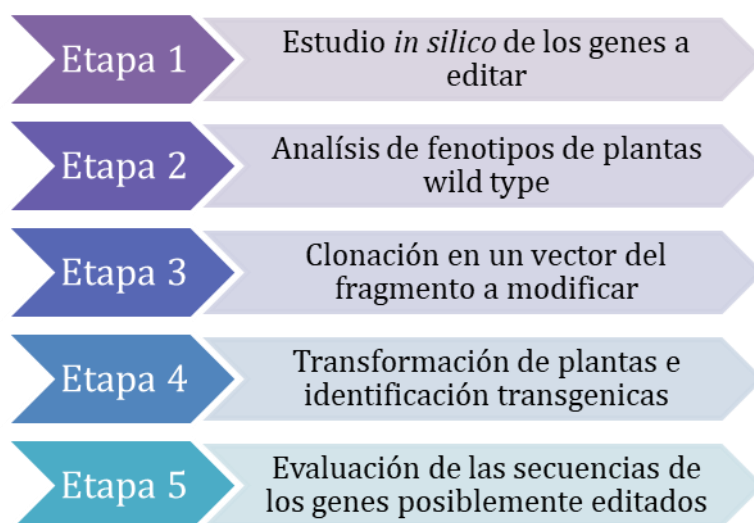 Etapa 1
Estudio in silico de los genes a
editar
Etapa 2
Analísis de fenotipos de plantas
wild type
Etapa 3
Clonación en un vector del
fragmento a modificar
Etapa 4
Transformación de plantas e
identificación transgenicas
Etapa 5
Evaluación de las secuencias de
los genes posiblemente editados